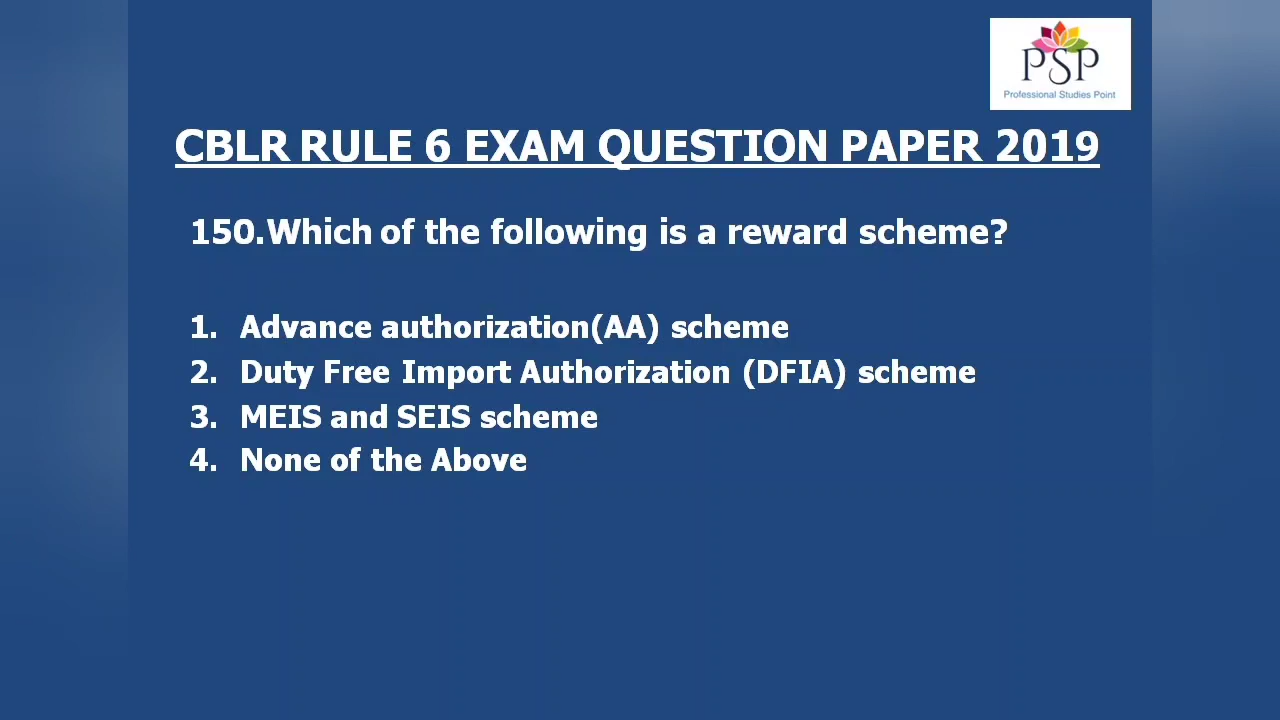 PSP
Professional Studies Point
CBLR RULE 6 EXAM QUESTION PAPER 2019
150.Which of the following is a reward scheme?
1. Advance authorization(AA) scheme
2. Duty Free Import Authorization (DFIA) scheme
3. MEIS and SEIS scheme
4. None of the Above